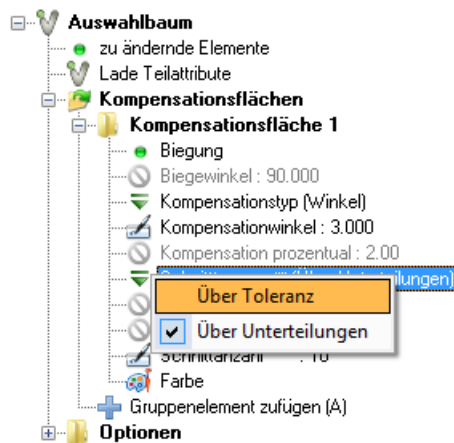 Auswahlbaum
zu ändernde Elemente
Lade Teilattribute
Kompensationsflächen
Kompensationsfläche 1
Biegung
Biegewinkel : 90.000
Kompensationstyp (Winkel)
Kompensationwinkel : 3.000
Kompensation prozentual : 2.00
Über Toleranz
Über Unterteilungen
Schnittanzahl : 10
Farbe
Gruppenelement zufügen (A)
Optionen